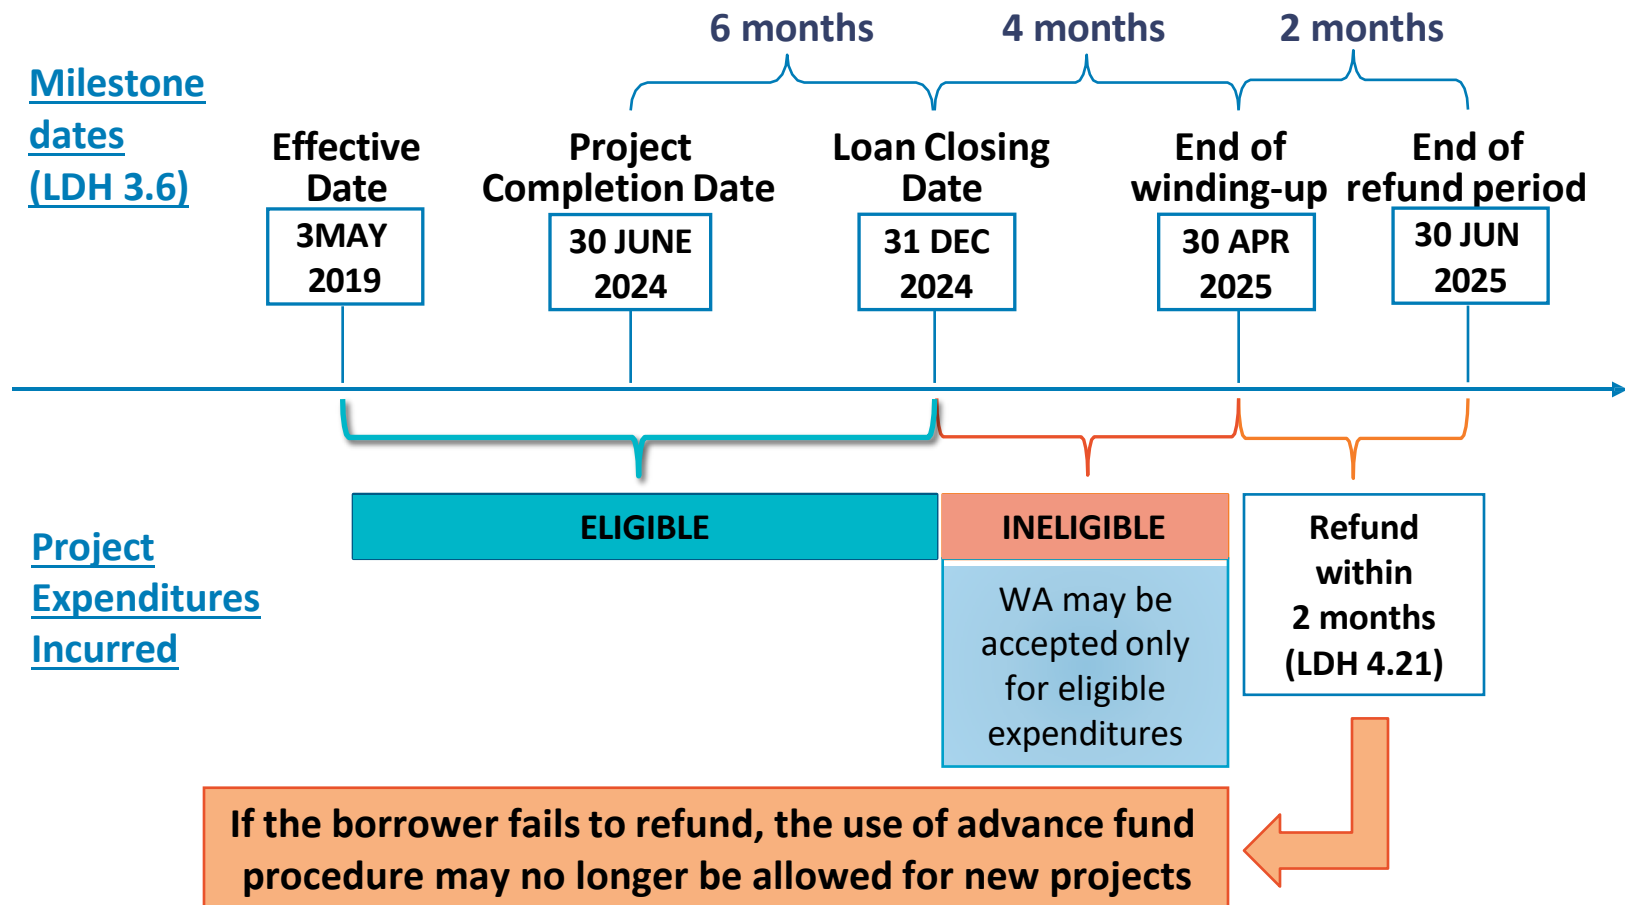 6 months
4 months
2 months
Milestone
dates
(LDH 3.6)
Effective
Date
3MAY
2019
Project
Completion Date
30 JUNE
2024
Loan Closing
Date
31 DEC
2024
End of
winding-up
30 APR
2025
End of
refund period
30 JUN
2025
Project
Expenditures
Incurred
ELIGIBLE
INELIGIBLE
WA may be
accepted only
for eligible
expenditures
Refund
within
2 months
(LDH 4.21)
If the borrower fails to refund, the use of advance fund
procedure may no longer be allowed for new projects